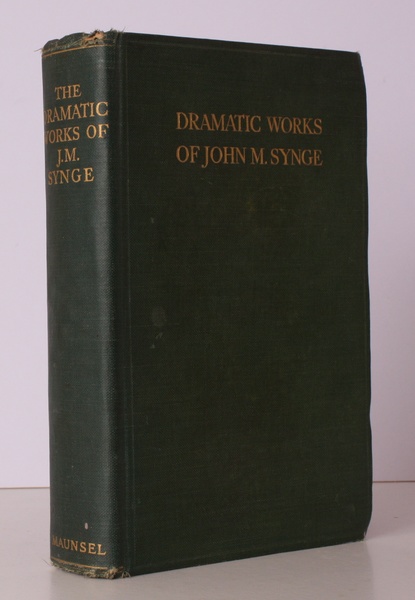 THE
DRAMATIC
WORKS OF
J.M.
SYNGE
MAUNSEL
DRAMATIC WORKS
OF JOHN M. SYNGE